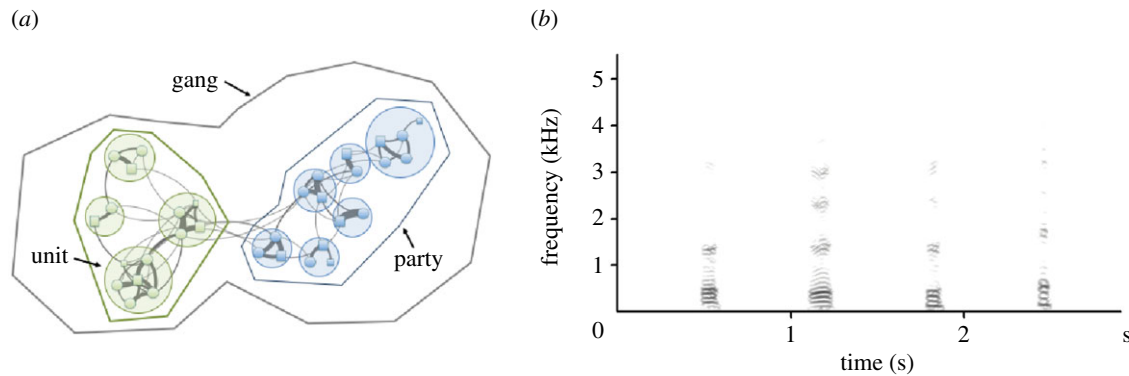 (a)
gang
unit
party
(b)
5
4
3
2
1
0
1
2
s
frequency (kHz)
time (s)